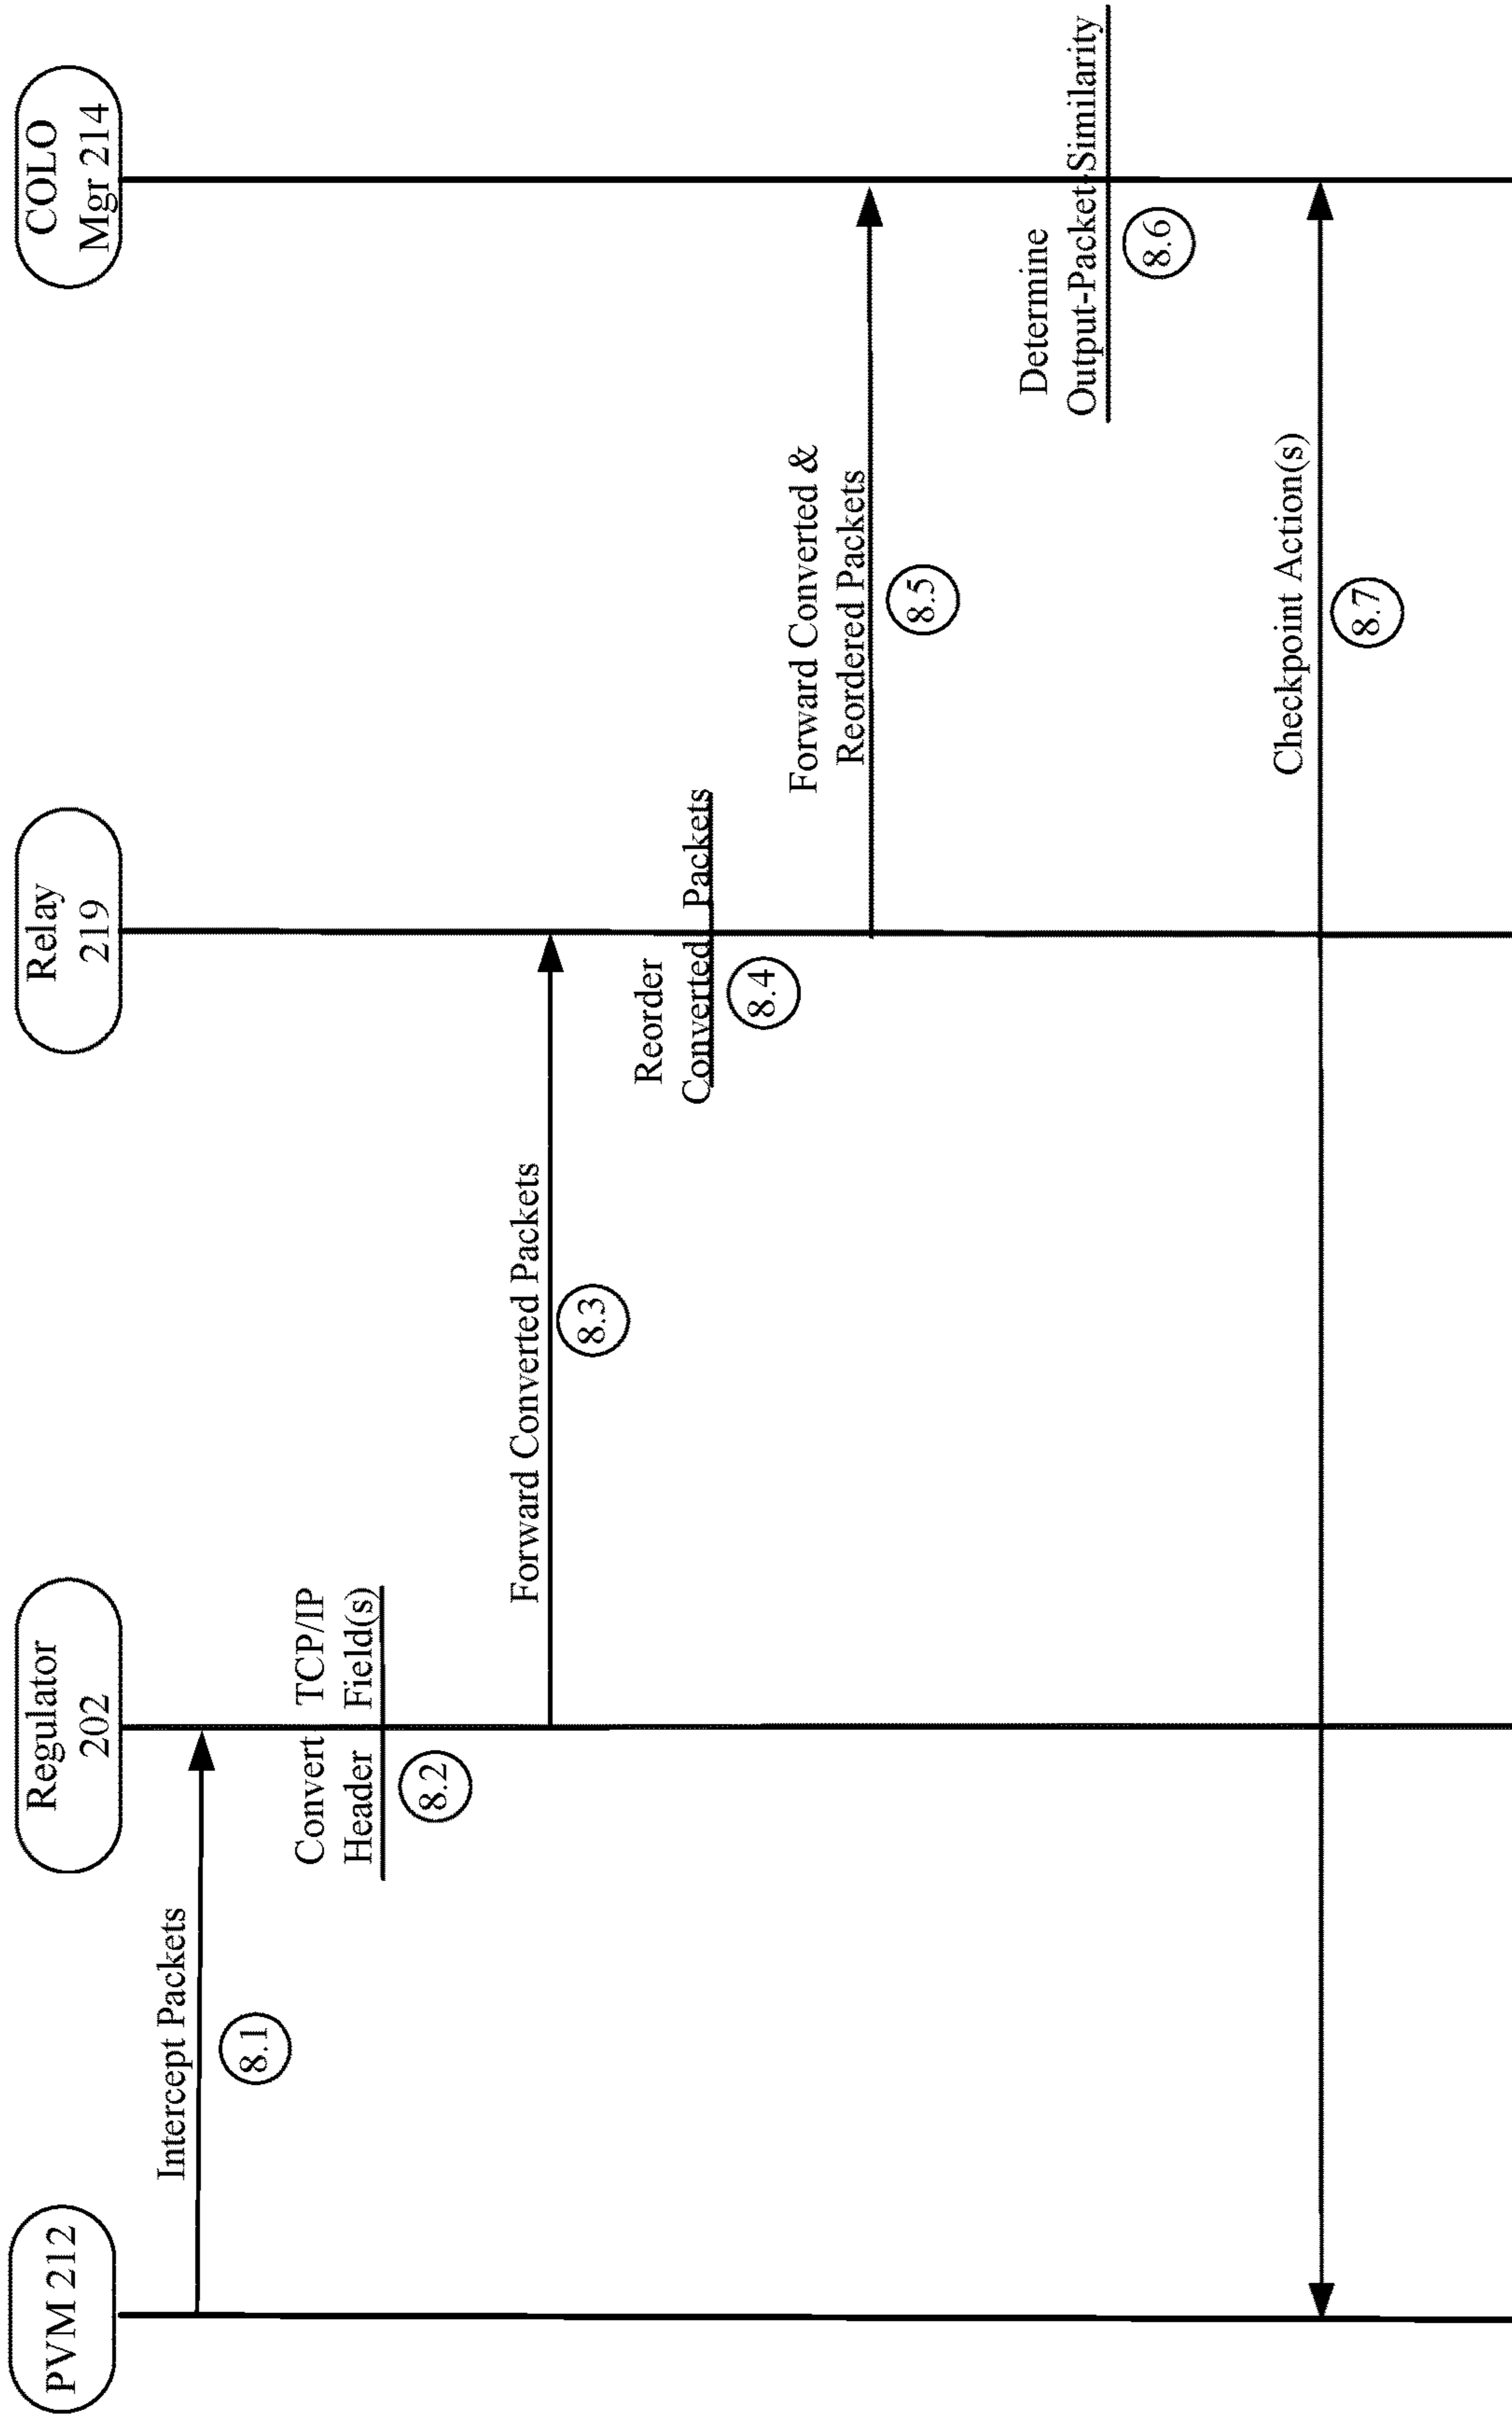 PVM 212
Regulator
202
Relay
219
COLO
Mgr 214
Intercept Packets
8.1
Convert TCP/IP
Header Field(s)
8.2
Forward Converted Packets
8.3
Reorder
Converted Packets
8.4
Forward Converted &
Reordered Packets
8.5
Determine
Output-Packet-Similarity
8.6
Checkpoint Action(s)
8.7